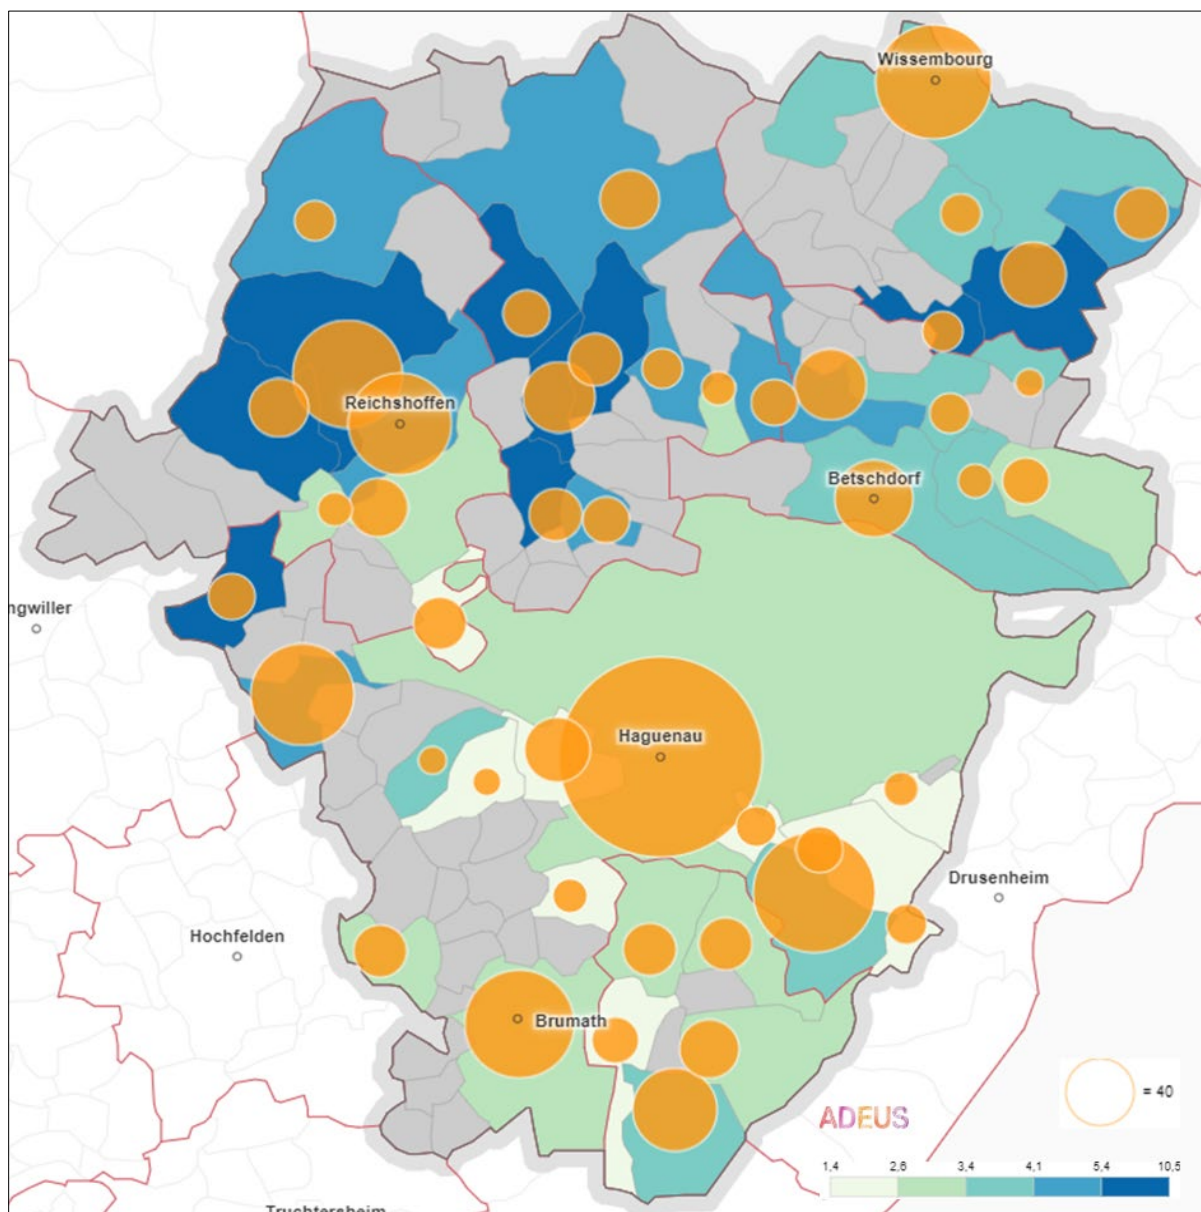 Wissembourg
Reichshoffen
Betschdorf
ngwiller
Haguenau
Drusenheim
Hochfelden
Brumath
= 40
ADEUS
1,4 2,6 3,4 4,1 5,4 10,5
Truchtersheim